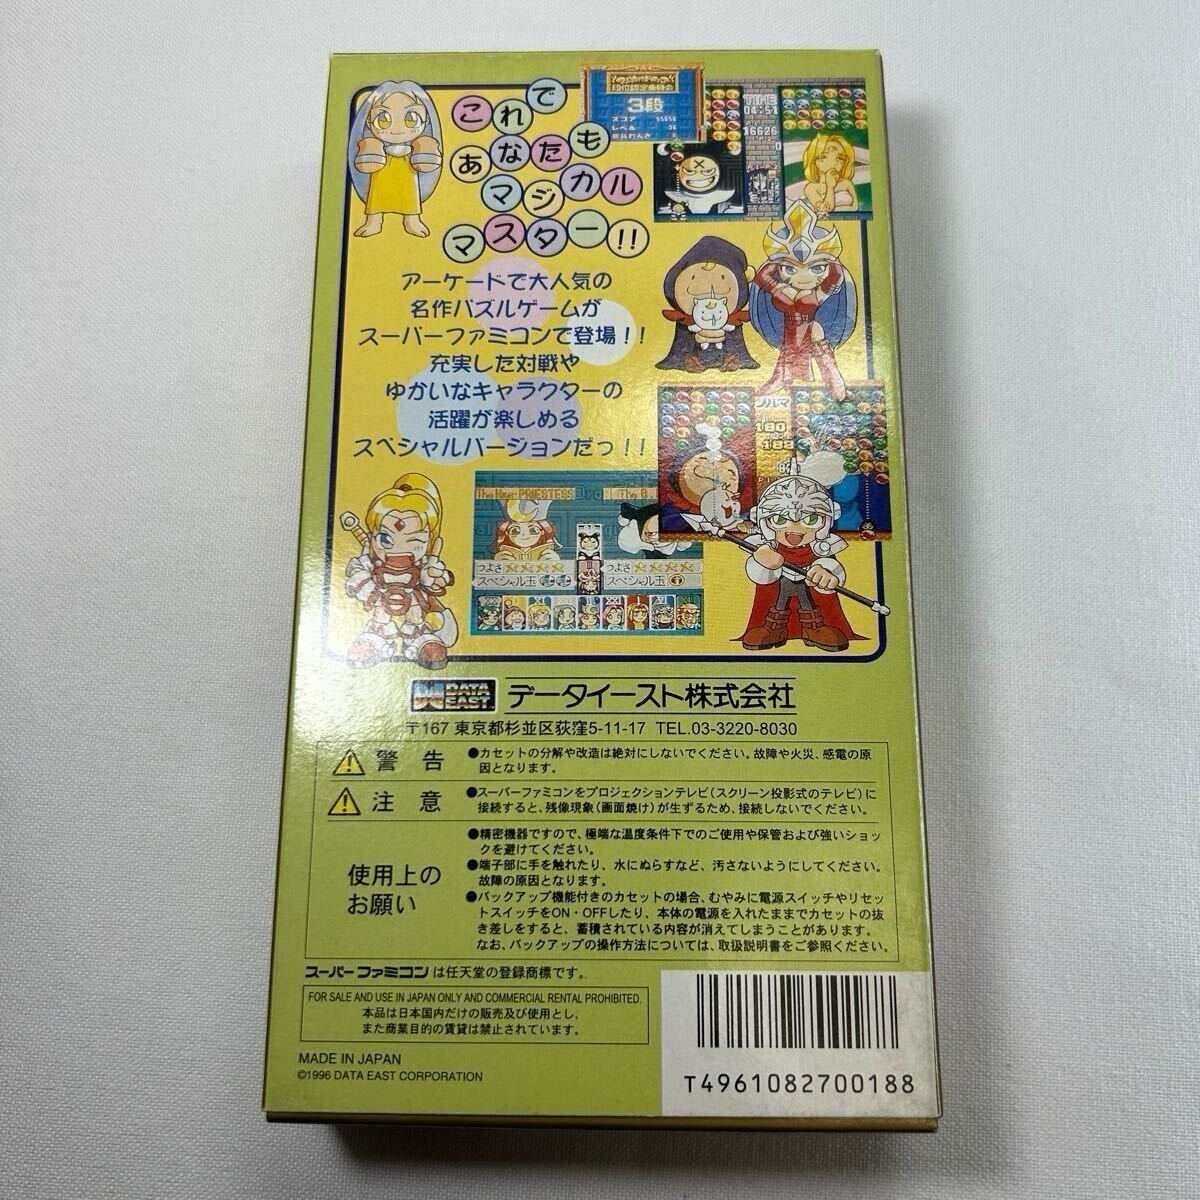 これで
あなたも
マジカル
マスター!!
3段
スコア 55656
レベル 36
TIME
04:51
16626
0
アーケードで大人気の
名作パズルゲームが
スーパーファミコンで登場!!
充実した対戦や
ゆかいなキャラクターの
活躍が楽しめる
スペシャルバージョンだっ!!
ノルマ
180
188
The High-PRIESTESS
The B
つよさ★★★★
つよさ★★★★
スペシャル玉
スペシャル玉
DATA EAST
データイースト株式会社
〒167 東京都杉並区荻窪5-11-17 TEL.03-3220-8030
警告
●カセットの分解や改造は絶対にしないでください。故障や火災、感電の原
因となります。
注意
●スーパーファミコンをプロジェクションテレビ(スクリーン投影式のテレビ)に
接続すると、残像現象(画面焼け)が生ずるため、接続しないでください。
使用上の
お願い
●精密機器ですので、極端な温度条件下でのご使用や保管および強いショッ
クを避けてください。
●端子部に手を触れたり、水にぬらすなど、汚さないようにしてください。
故障の原因となります。
●バックアップ機能付きのカセットの場合、むやみに電源スイッチやリセッ
トスイッチをON・OFFしたり、本体の電源を入れたままでカセットの抜
き差しをすると、蓄積されている内容が消えてしまうことがあります。
なお、バックアップの操作方法については、取扱説明書をご参照ください。
スーパーファミコンは任天堂の登録商標です。
FOR SALE AND USE IN JAPAN ONLY AND COMMERCIAL RENTAL PROHIBITED.
本品は日本国内だけの販売及び使用とし、
また商業目的の賃貸は禁止されています。
MADE IN JAPAN
©1996 DATA EAST CORPORATION
T4961082700188